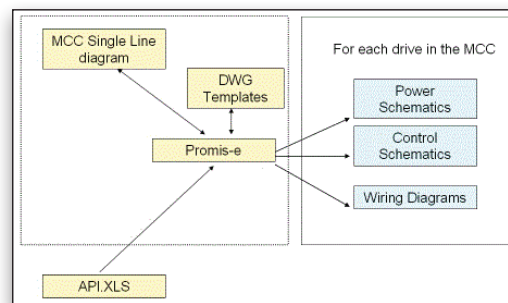 MCC Single Line
diagram
DWG
Templates
Promis-e
API.XLS
For each drive in the MCC
Power
Schematics
Control
Schematics
Wiring Diagrams